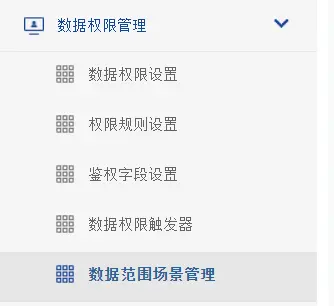 数据权限管理
数据权限设置
权限规则设置
鉴权字段设置
数据权限触发器
数据范围场景管理